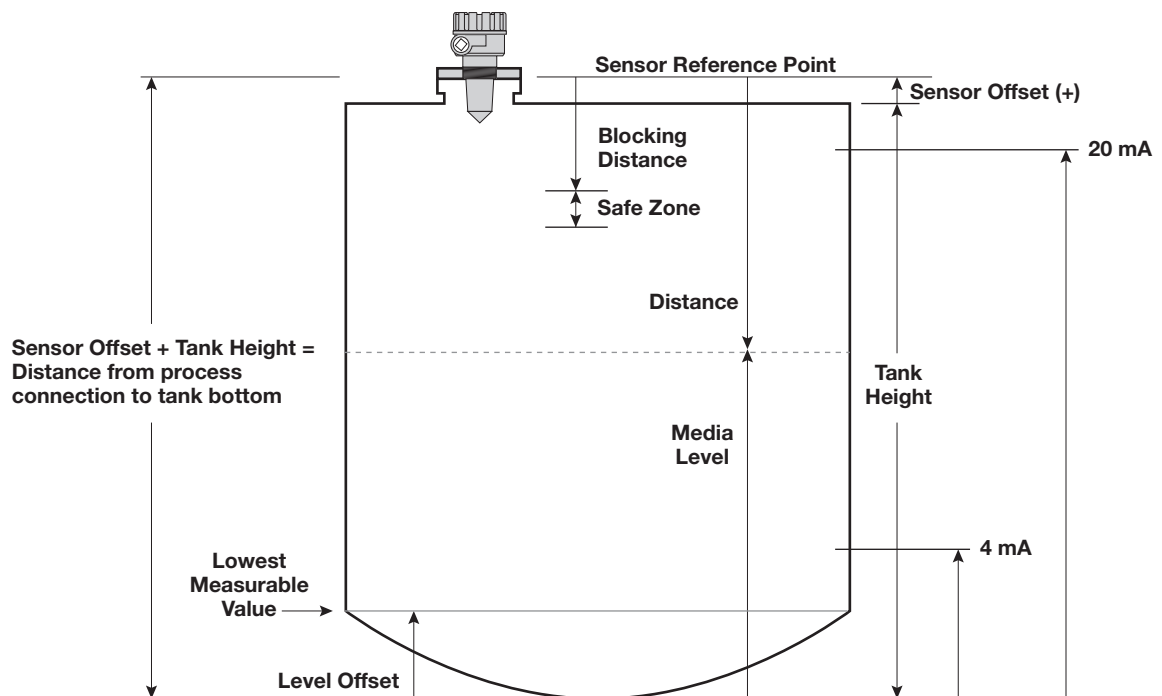 Sensor Reference Point
Sensor Offset (+)
Blocking
Distance
20 mA
Safe Zone
Distance
Sensor Offset + Tank Height =
Distance from process
connection to tank bottom
Tank
Height
Media
Level
4 mA
Lowest
Measurable
Value
Level Offset